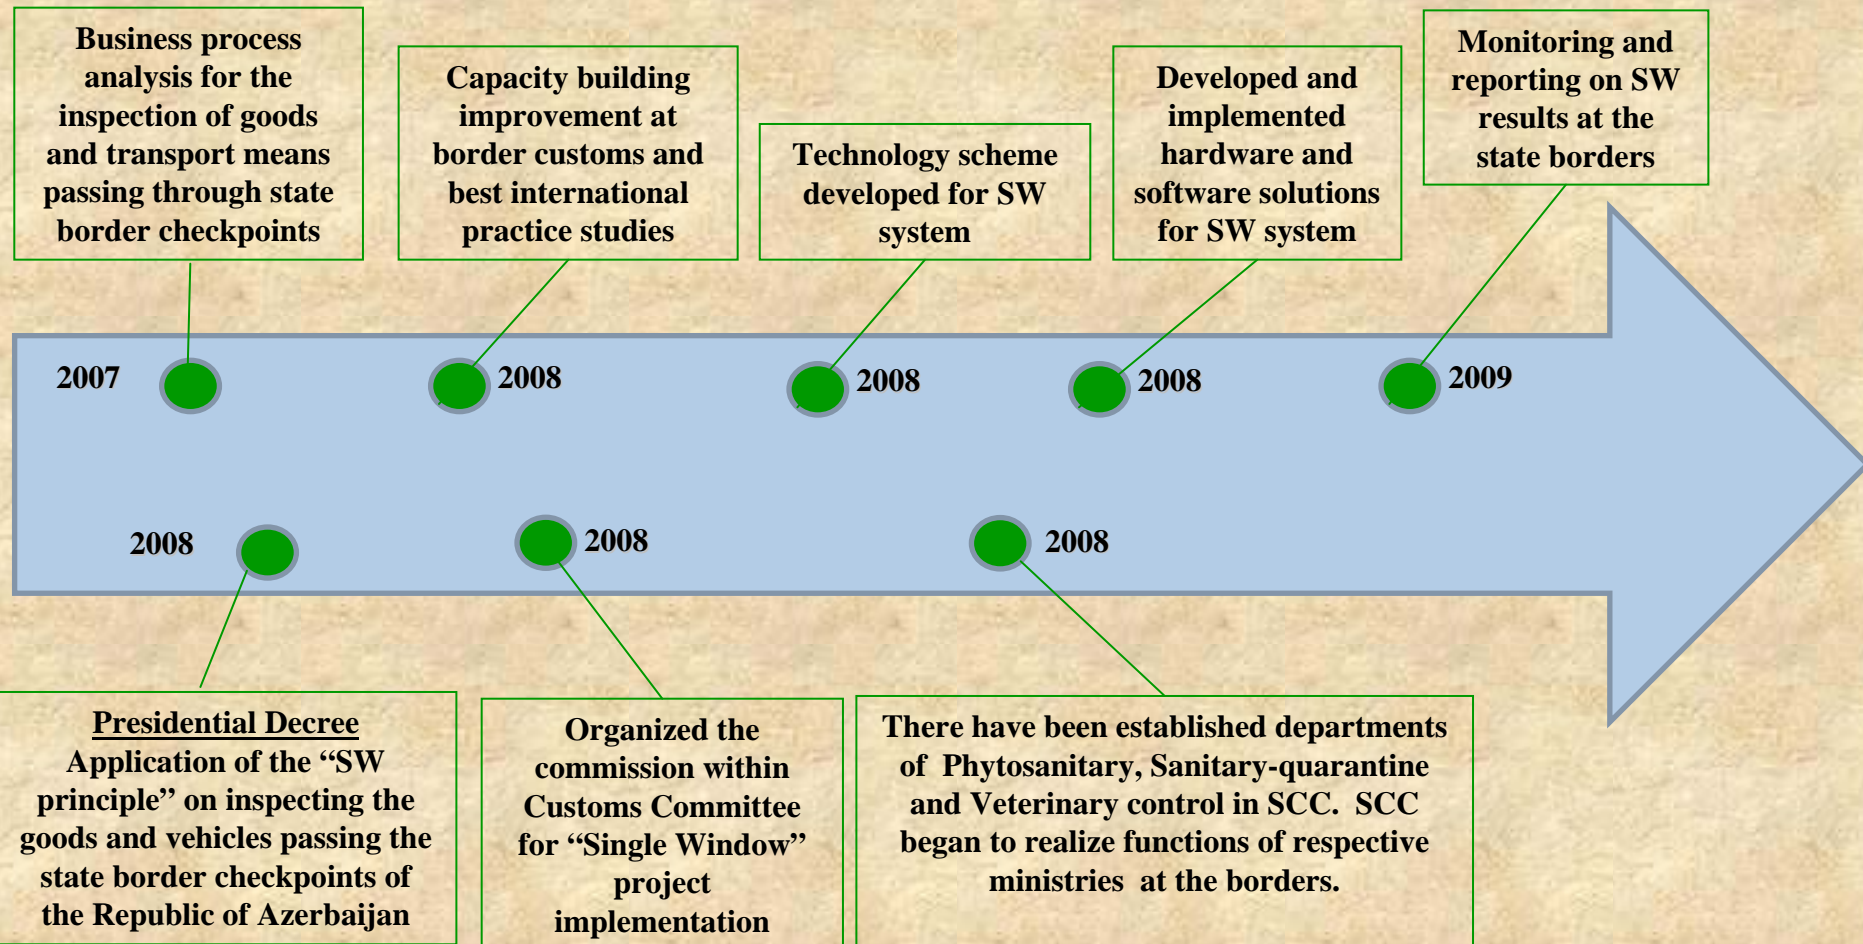 Business process
analysis for the
inspection of goods
and transport means
passing through state
border checkpoints
Capacity building
improvement at
border customs and
best international
practice studies
Technology scheme
developed for SW
system
Developed and
implemented
hardware and
software solutions
for SW system
Monitoring and
reporting on SW
results at the
state borders
2007
2008
2008
2008
2009
2008
2008
2008
Presidential Decree
Application of the “SW
principle” on inspecting the
goods and vehicles passing the
state border checkpoints of
the Republic of Azerbaijan
Organized the
commission within
Customs Committee
for “Single Window”
project
implementation
There have been established departments
of Phytosanitary, Sanitary-quarantine
and Veterinary control in SCC. SCC
began to realize functions of respective
ministries at the borders.